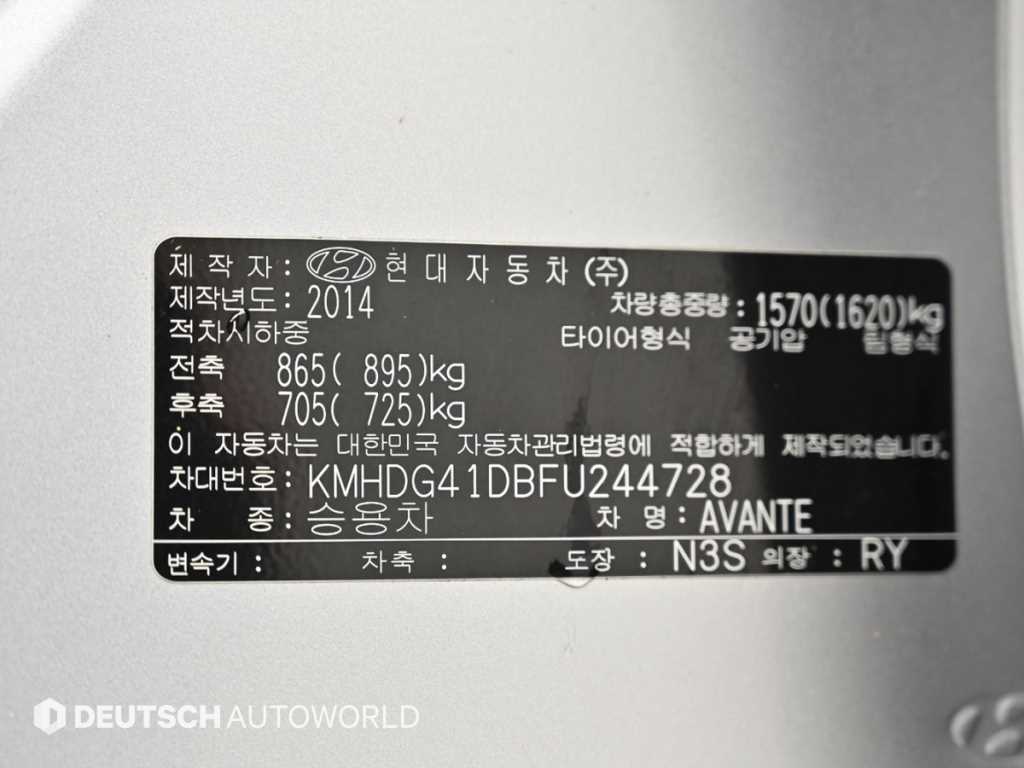 제 작 자 : 현 대 자 동 차 (주)
제작년도 : 2014 차량총중량 : 1570(1620)kg
적차시하중 타이어형식 공기압 림형식
전축 865( 895)kg
후축 705( 725)kg
이 자동차는 대한민국 자동차관리법령에 적합하게 제작되었습니다.
차대번호 : KMHDG41DBFU244728
차 종 : 승용차 차 명 : AVANTE
변속기 : 차축 : 도장 : N3S 의장 : RY
DEUTSCH AUTOWORLD